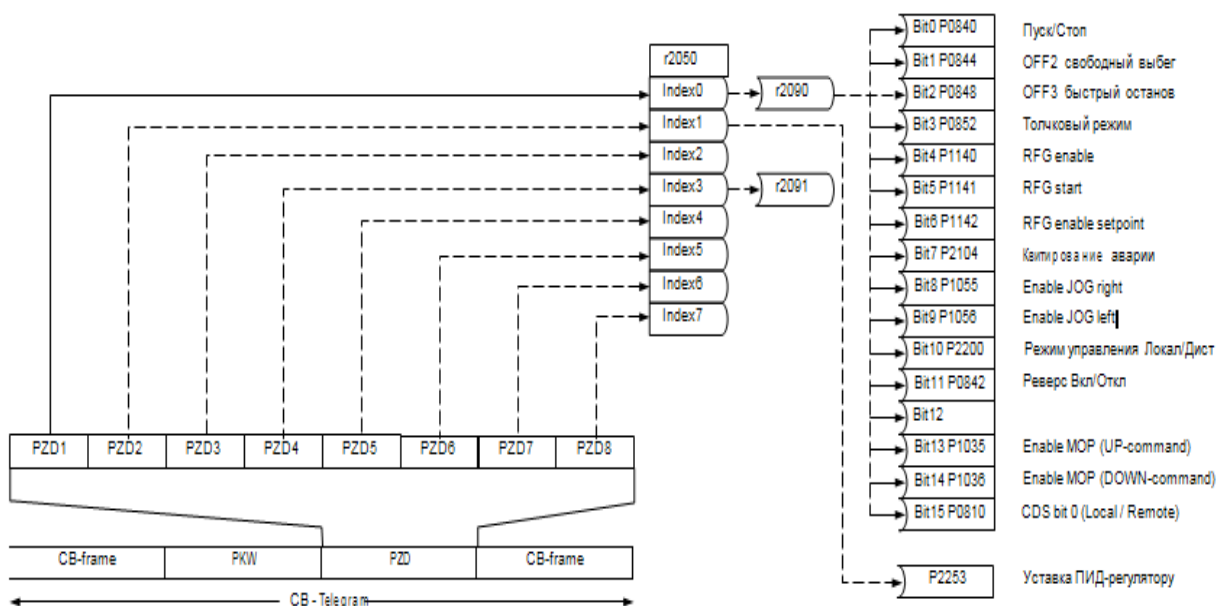 r2050
Index0
Index1
Index2
Index3
Index4
Index5
Index6
Index7
r2090
r2091
Bit0 P0840 Пуск/Стоп
Bit1 P0844 OFF2 свободный выбег
Bit2 P0848 OFF3 быстрый останов
Bit3 P0852 Толчковый режим
Bit4 P1140 RFG enable
Bit5 P1141 RFG start
Bit6 P1142 RFG enable setpoint
Bit7 P2104 Квитирование аварии
Bit8 P1055 Enable JOG right
Bit9 P1056 Enable JOG left
Bit10 P2200 Режим управления Локал/Дист
Bit11 P0842 Реверс Вкл/Откл
Bit12
Bit13 P1035 Enable MOP (UP-command)
Bit14 P1036 Enable MOP (DOWN-command)
Bit15 P0810 CDS bit 0 (Local / Remote)
P2253 Уставка ПИД-регулятору
PZD1 PZD2 PZD3 PZD4 PZD5 PZD6 PZD7 PZD8
CB-frame PKW PZD CB-frame
CB - Telegram